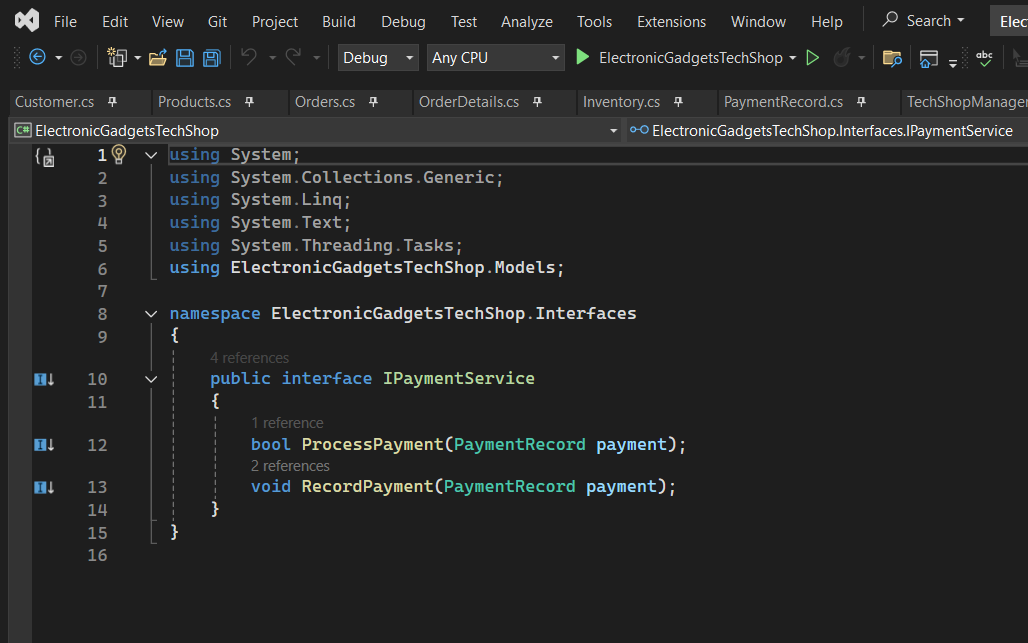 File Edit View Git Project Build Debug Test Analyze Tools Extensions Window Help Search Elec
Debug Any CPU ElectronicGadgetsTechShop abc
Customer.cs Products.cs Orders.cs OrderDetails.cs Inventory.cs PaymentRecord.cs TechShopManager
C# ElectronicGadgetsTechShop ElectronicGadgetsTechShop.Interfaces.IPaymentService
1 using System;
2 using System.Collections.Generic;
3 using System.Linq;
4 using System.Text;
5 using System.Threading.Tasks;
6 using ElectronicGadgetsTechShop.Models;
7
8 namespace ElectronicGadgetsTechShop.Interfaces
9 {
4 references
10 public interface IPaymentService
11 {
1 reference
12 bool ProcessPayment(PaymentRecord payment);
2 references
13 void RecordPayment(PaymentRecord payment);
14 }
15 }
16